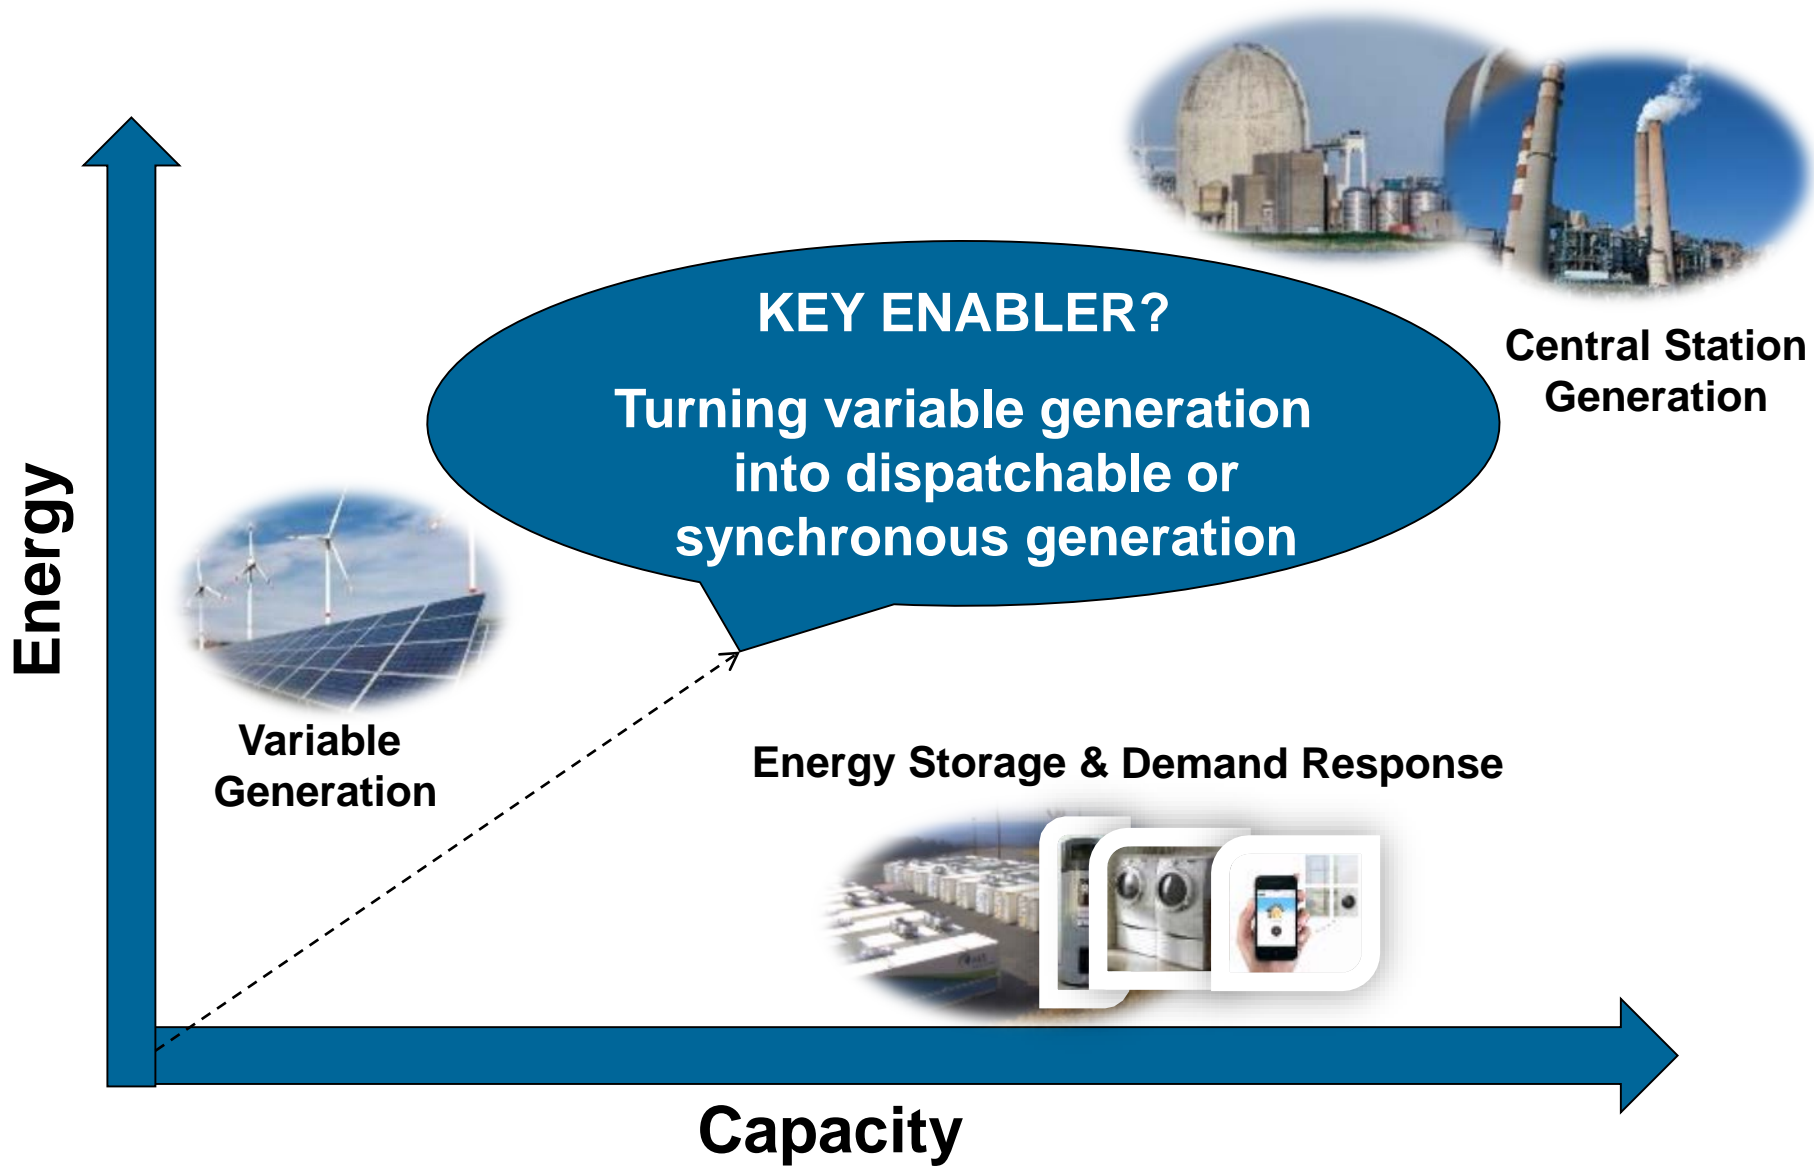 KEY ENABLER?
Turning variable generation
into dispatchable or
synchronous generation
Central Station
Generation
Energy
Variable
Generation
Energy Storage & Demand Response
Capacity